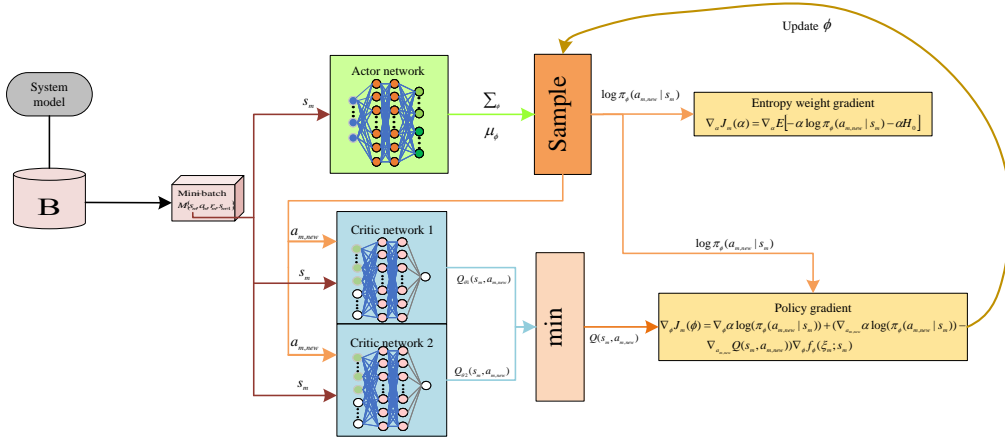 Update ϕ
System
model
B
Mini-batch
s_m
Actor network
∑_ϕ
μ_ϕ
Sample
log π_ϕ(a_{m,new} | s_m)
Entropy weight gradient
∇_α J_m(α) = ∇_α E[−α log π_ϕ(a_{m,new} | s_m) − αH_0]
a_{m,new}
Critic network 1
s_m
Q_{θ1}(s_m, a_{m,new})
a_{m,new}
Critic network 2
s_m
Q_{θ2}(s_m, a_{m,new})
min
Q(s_m, a_{m,new})
log π_ϕ(a_{m,new} | s_m)
Policy gradient
∇_ϕ J_m(ϕ) = ∇_ϕ α log(π_ϕ(a_{m,new} | s_m)) + (∇_{a_{m,new}} α log(π_ϕ(a_{m,new} | s_m)) −
∇_{a_{m,new}} Q(s_m, a_{m,new}))∇_ϕ f_ϕ(ξ_m; s_m)